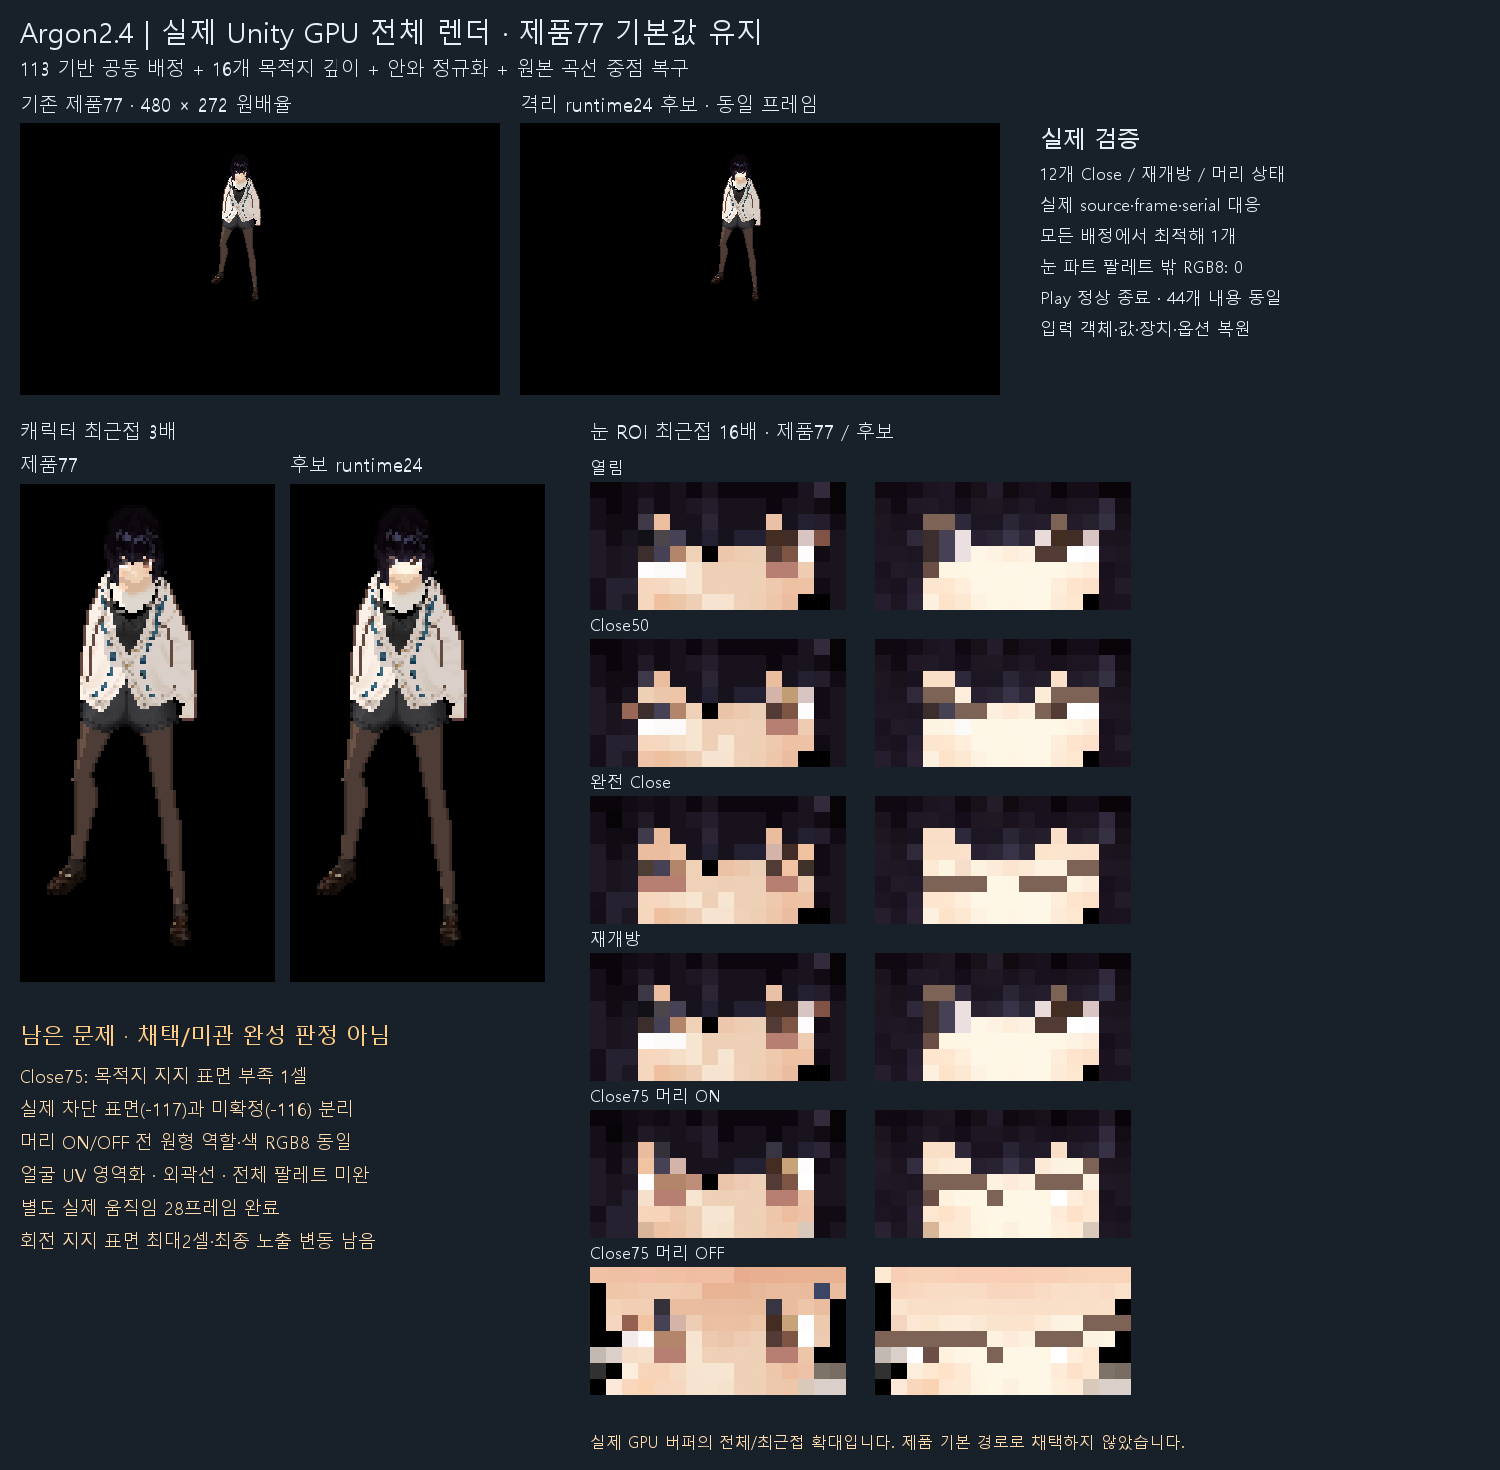 Argon2.4 | 실제 Unity GPU 전체 렌더 · 제품77 기본값 유지
113 기반 공동 배정 + 16개 목적지 깊이 + 안와 정규화 + 원본 곡선 중점 복구
기존 제품77 · 480 × 272 원배율
격리 runtime24 후보 · 동일 프레임
실제 검증
12개 Close / 재개방 / 머리 상태
실제 source·frame·serial 대응
모든 배정에서 최적해 1개
눈 파트 팔레트 밖 RGB8: 0
Play 정상 종료 · 44개 내용 동일
입력 객체·값·장치·옵션 복원
캐릭터 최근접 3배
제품77
후보 runtime24
눈 ROI 최근접 16배 · 제품77 / 후보
열림
Close50
완전 Close
재개방
Close75 머리 ON
Close75 머리 OFF
남은 문제 · 채택/미관 완성 판정 아님
Close75: 목적지 지지 표면 부족 1셀
실제 차단 표면(-117)과 미확정(-116) 분리
머리 ON/OFF 전 원형 역할·색 RGB8 동일
얼굴 UV 영역화 · 외곽선 · 전체 팔레트 미완
별도 실제 움직임 28프레임 완료
회전 지지 표면 최대2셀·최종 노출 변동 남음
실제 GPU 버퍼의 전체/최근접 확대입니다. 제품 기본 경로로 채택하지 않았습니다.